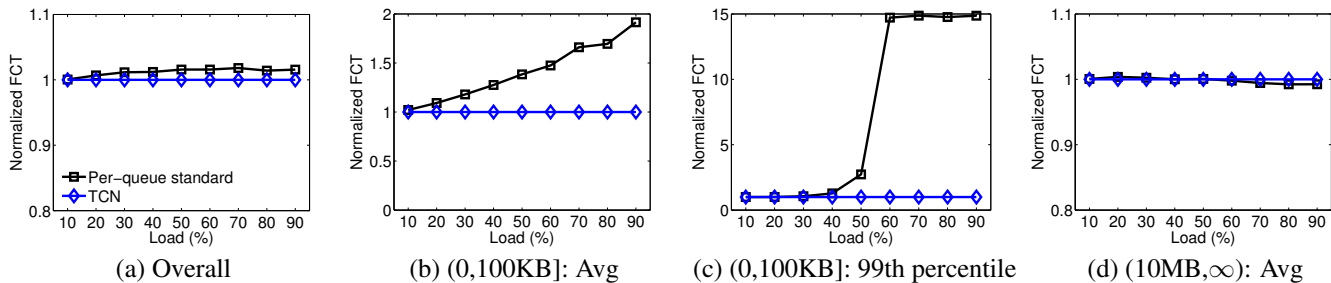 Normalized FCT
1.1
1
0.9
0.8
10 20 30 40 50 60 70 80 90
Load (%)
Per-queue standard
TCN
(a) Overall
Normalized FCT
2
1.5
1
0.5
0
10 20 30 40 50 60 70 80 90
Load (%)
(b) (0,100KB]: Avg
Normalized FCT
15
10
5
0
10 20 30 40 50 60 70 80 90
Load (%)
(c) (0,100KB]: 99th percentile
Normalized FCT
1.1
1
0.9
0.8
10 20 30 40 50 60 70 80 90
Load (%)
(d) (10MB,∞): Avg